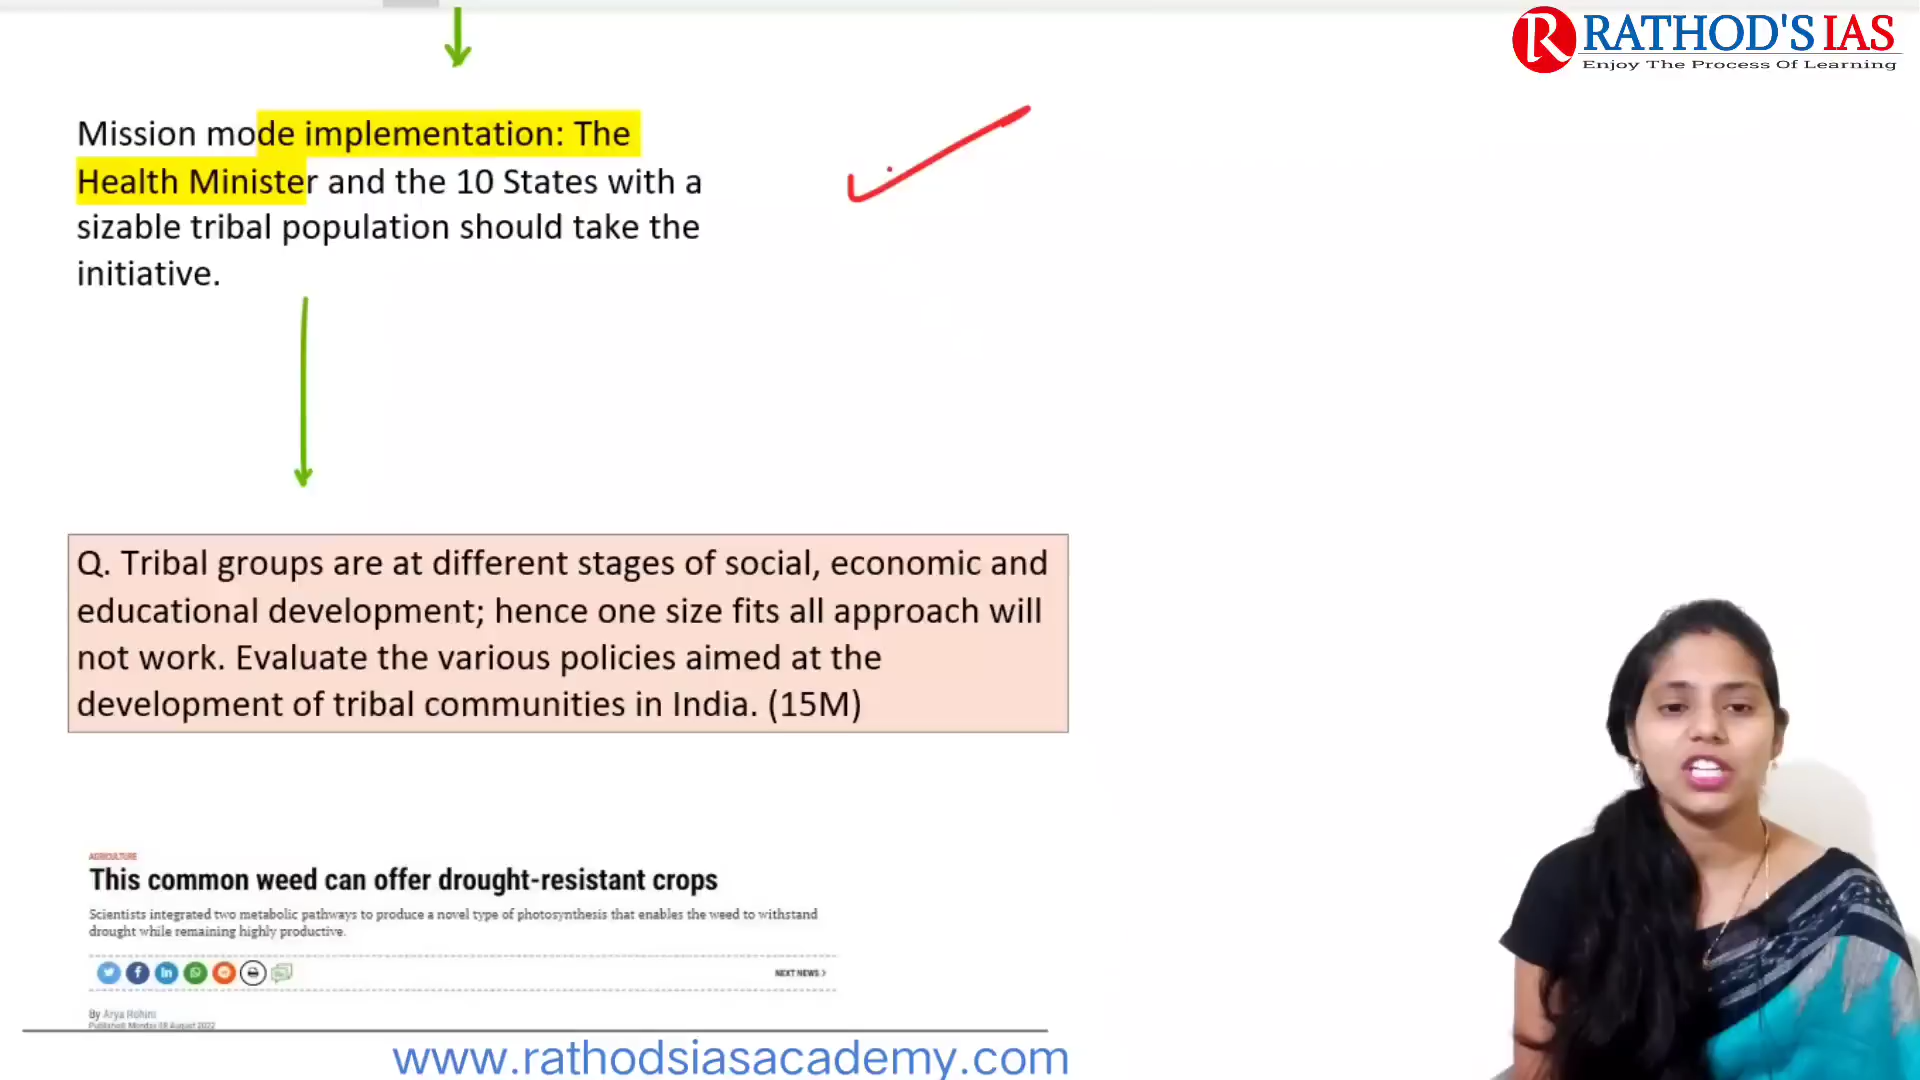 RATHOD'S IAS
Enjoy The Process Of Learning
Mission mode implementation: The
Health Minister and the 10 States with a
sizable tribal population should take the
initiative.
Q. Tribal groups are at different stages of social, economic and
educational development; hence one size fits all approach will
not work. Evaluate the various policies aimed at the
development of tribal communities in India. (15M)
AGRICULTURE
This common weed can offer drought-resistant crops
Scientists integrated two metabolic pathways to produce a novel type of photosynthesis that enables the weed to withstand
drought while remaining highly productive.
NEXT NEWS
By Arya Rohini
Published: Monday 08 August 2022
www.rathodsiasacademy.com